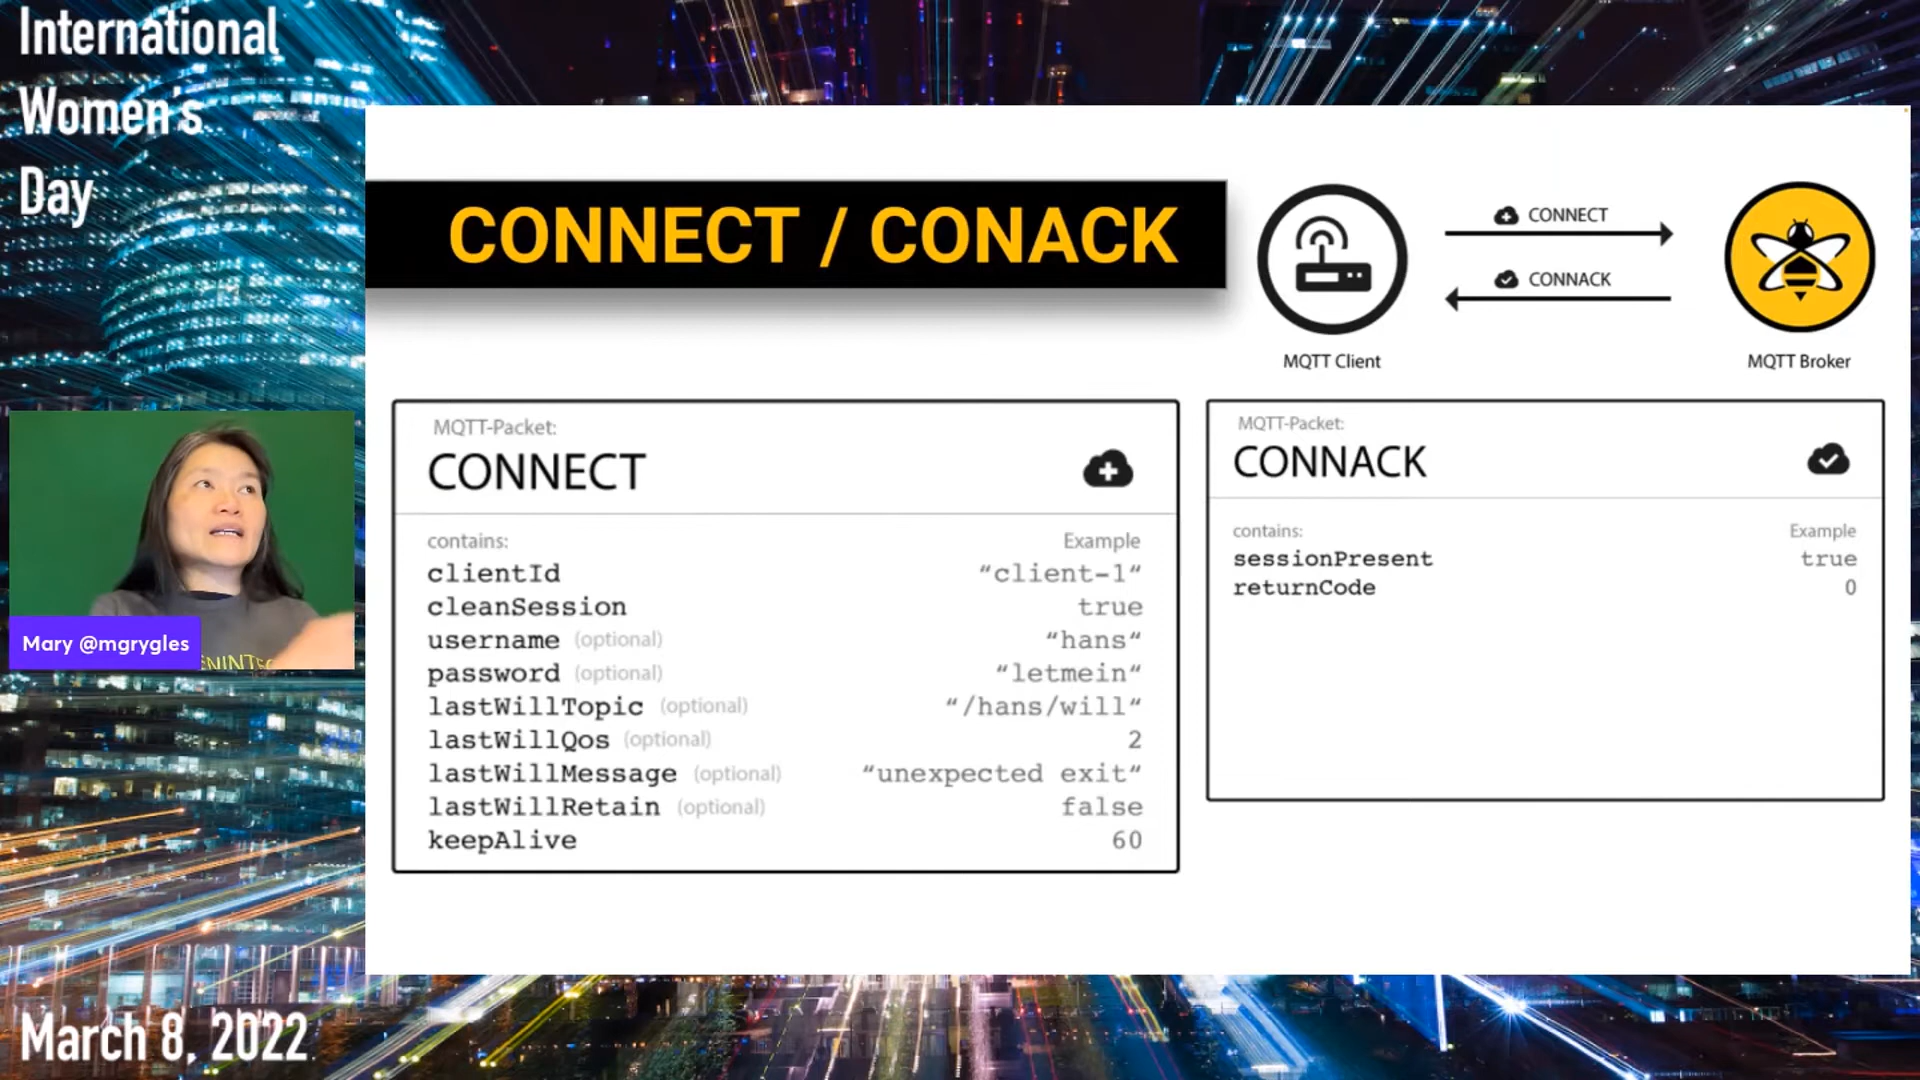 International
Women's
Day
CONNECT / CONACK
CONNECT
CONNACK
MQTT Client
MQTT Broker
MQTT-Packet:
CONNECT
contains: Example
clientId “client-1“
cleanSession true
username (optional) “hans“
password (optional) “letmein“
lastWillTopic (optional) “/hans/will“
lastWillQos (optional) 2
lastWillMessage (optional) “unexpected exit“
lastWillRetain (optional) false
keepAlive 60
MQTT-Packet:
CONNACK
contains: Example
sessionPresent true
returnCode 0
Mary @mgrygles
March 8, 2022